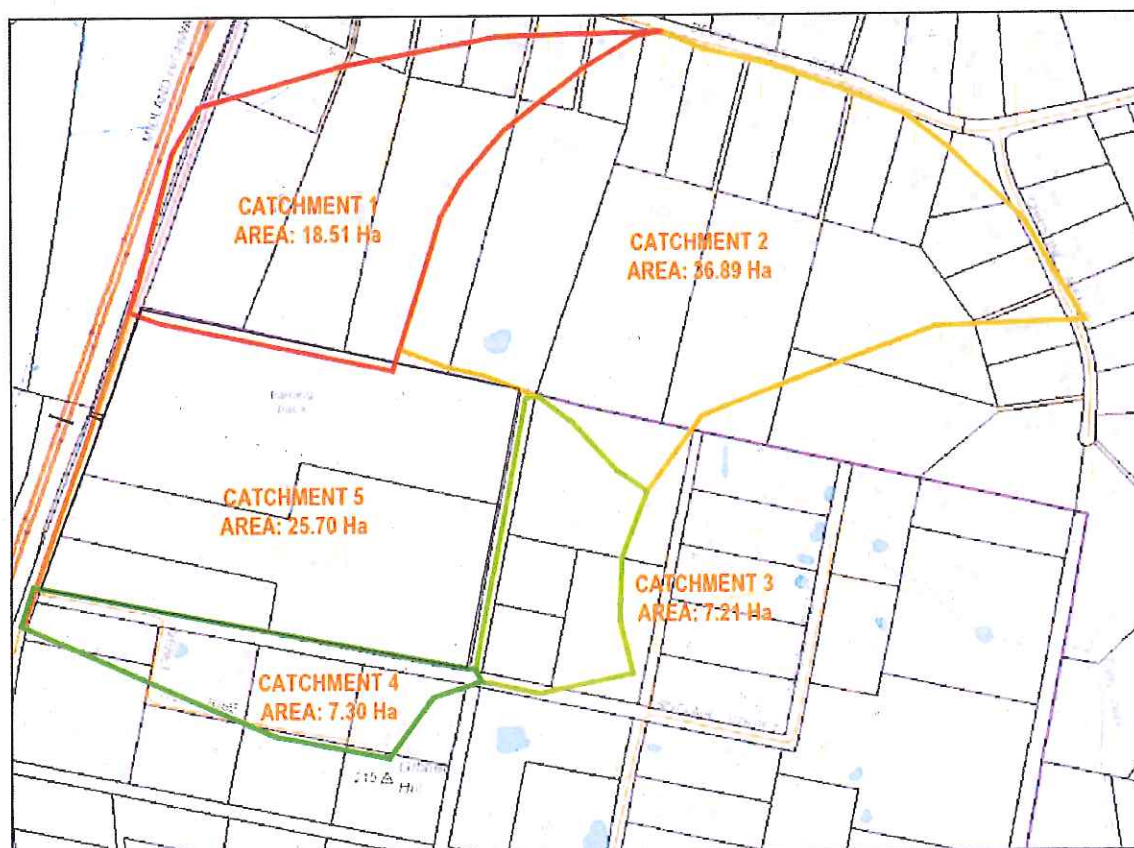 CATCHMENT 1
AREA: 18.51 Ha
CATCHMENT 2
AREA: 36.89 Ha
CATCHMENT 5
AREA: 25.70 Ha
CATCHMENT 3
AREA: 7.21 Ha
CATCHMENT 4
AREA: 7.30 Ha